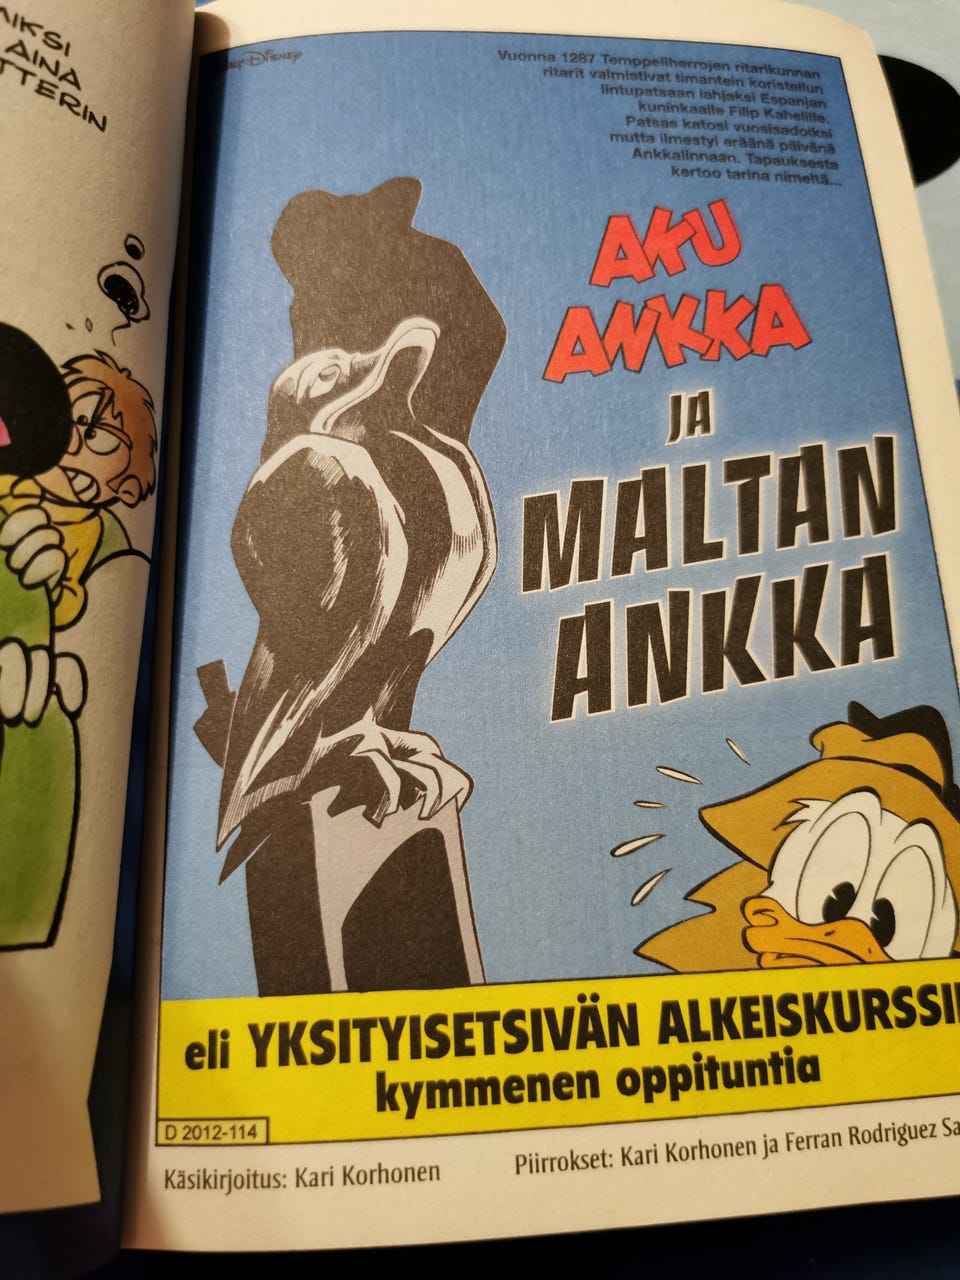 AINA
Walt Disney
Vuonna 1287 Temppeliherrojen ritarikunnan
ritarit valmistivat timantein koristellun
lintupatsaan lahjaksi Espanjan
kuninkaalle Filip Kahelille.
Patsas katosi vuosisadoiksi
mutta ilmestyi eräänä päivänä
Ankkalinnaan. Tapauksesta
kertoo tarina nimeltä...
AKU
ANKKA
JA
MALTAN
ANKKA
eli YKSITYISETSIVÄN ALKEISKURSSI
kymmenen oppituntia
D 2012-114
Käsikirjoitus: Kari Korhonen
Piirrokset: Kari Korhonen ja Ferran Rodriguez Sa